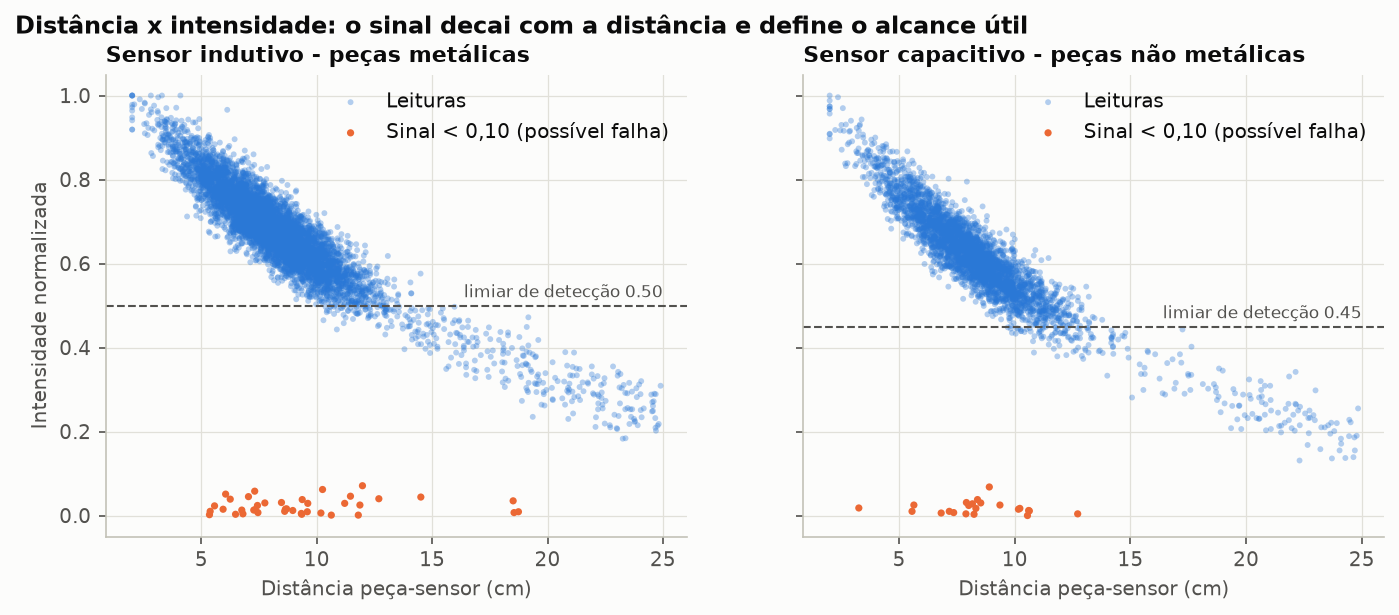 Distância x intensidade: o sinal decai com a distância e define o alcance útil
Sensor indutivo - peças metálicas
Leituras
Sinal < 0,10 (possível falha)
limiar de detecção 0.50
Intensidade normalizada
1.0
0.8
0.6
0.4
0.2
0.0
5
10
15
20
25
Distância peça-sensor (cm)
Sensor capacitivo - peças não metálicas
Leituras
Sinal < 0,10 (possível falha)
limiar de detecção 0.45
5
10
15
20
25
Distância peça-sensor (cm)